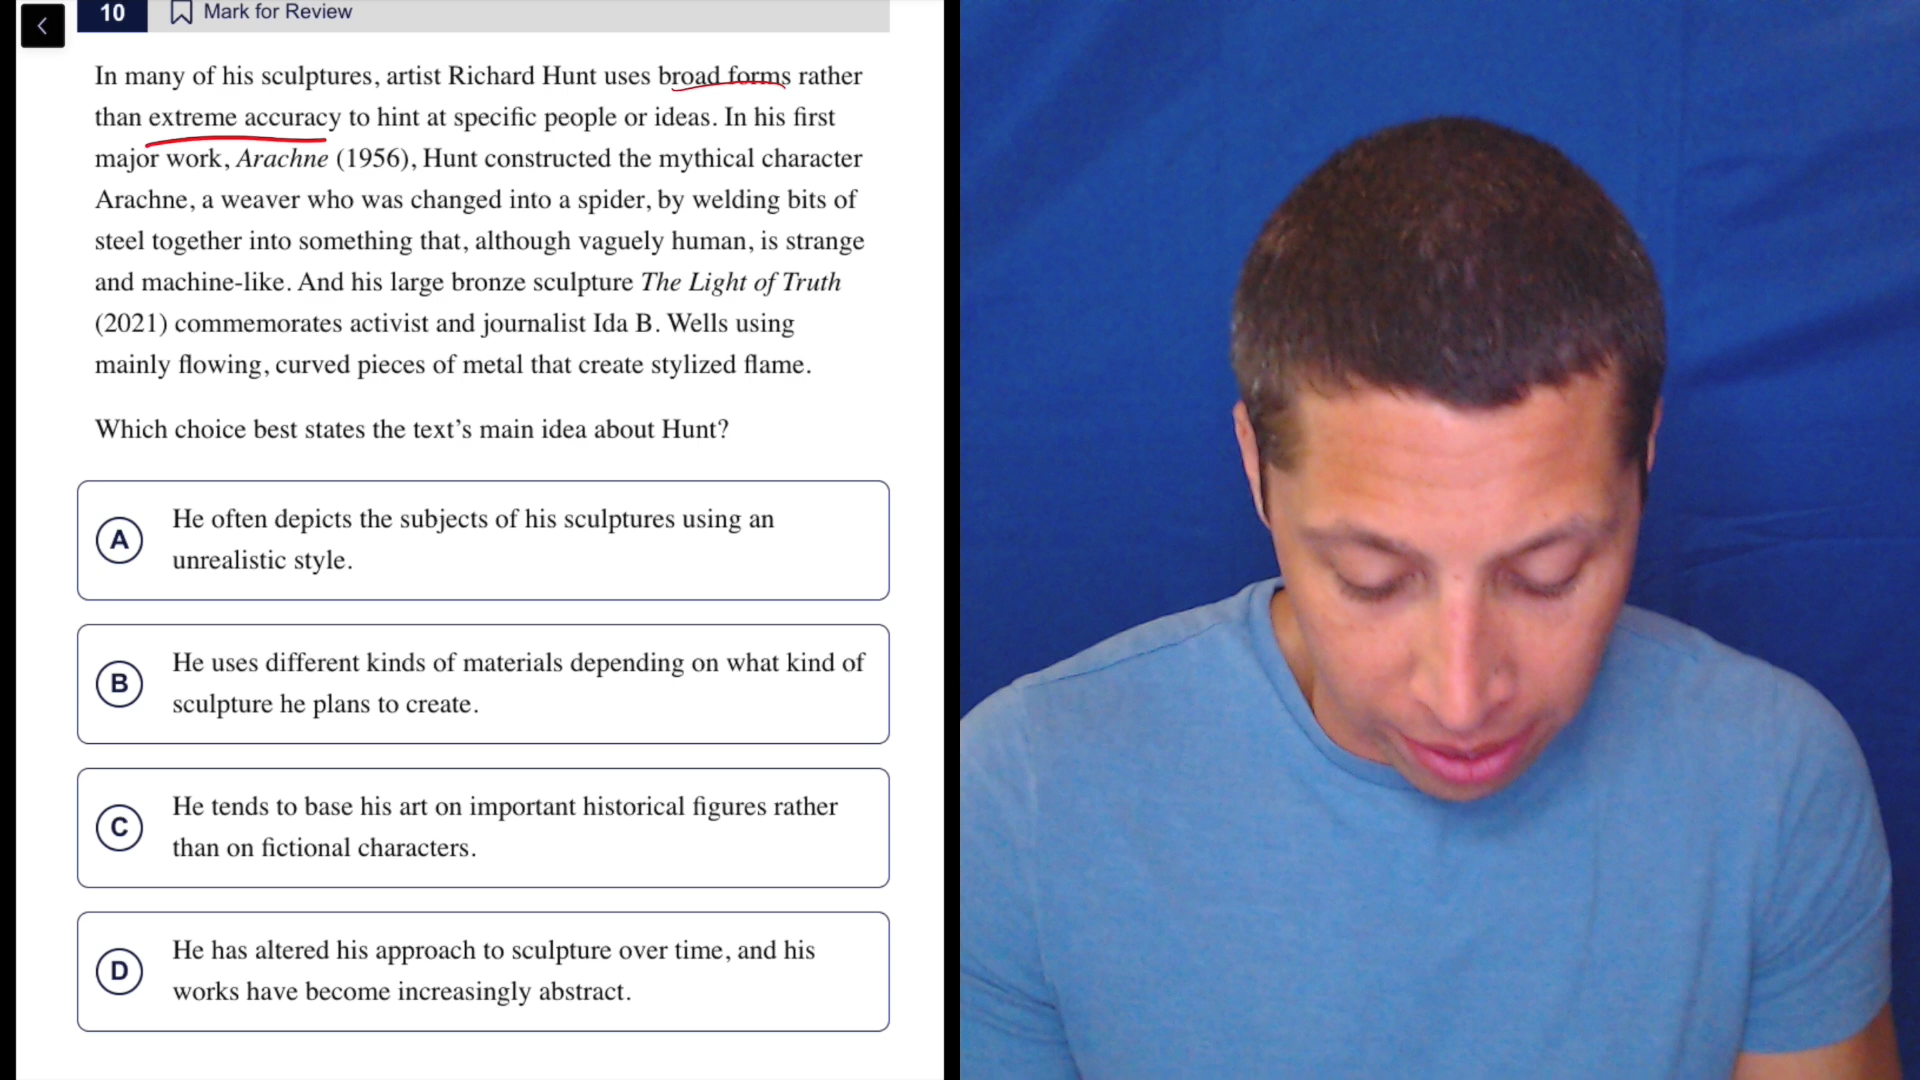 10 Mark for Review
In many of his sculptures, artist Richard Hunt uses broad forms rather
than extreme accuracy to hint at specific people or ideas. In his first
major work, Arachne (1956), Hunt constructed the mythical character
Arachne, a weaver who was changed into a spider, by welding bits of
steel together into something that, although vaguely human, is strange
and machine-like. And his large bronze sculpture The Light of Truth
(2021) commemorates activist and journalist Ida B. Wells using
mainly flowing, curved pieces of metal that create stylized flame.
Which choice best states the text’s main idea about Hunt?
A He often depicts the subjects of his sculptures using an
unrealistic style.
B He uses different kinds of materials depending on what kind of
sculpture he plans to create.
C He tends to base his art on important historical figures rather
than on fictional characters.
D He has altered his approach to sculpture over time, and his
works have become increasingly abstract.